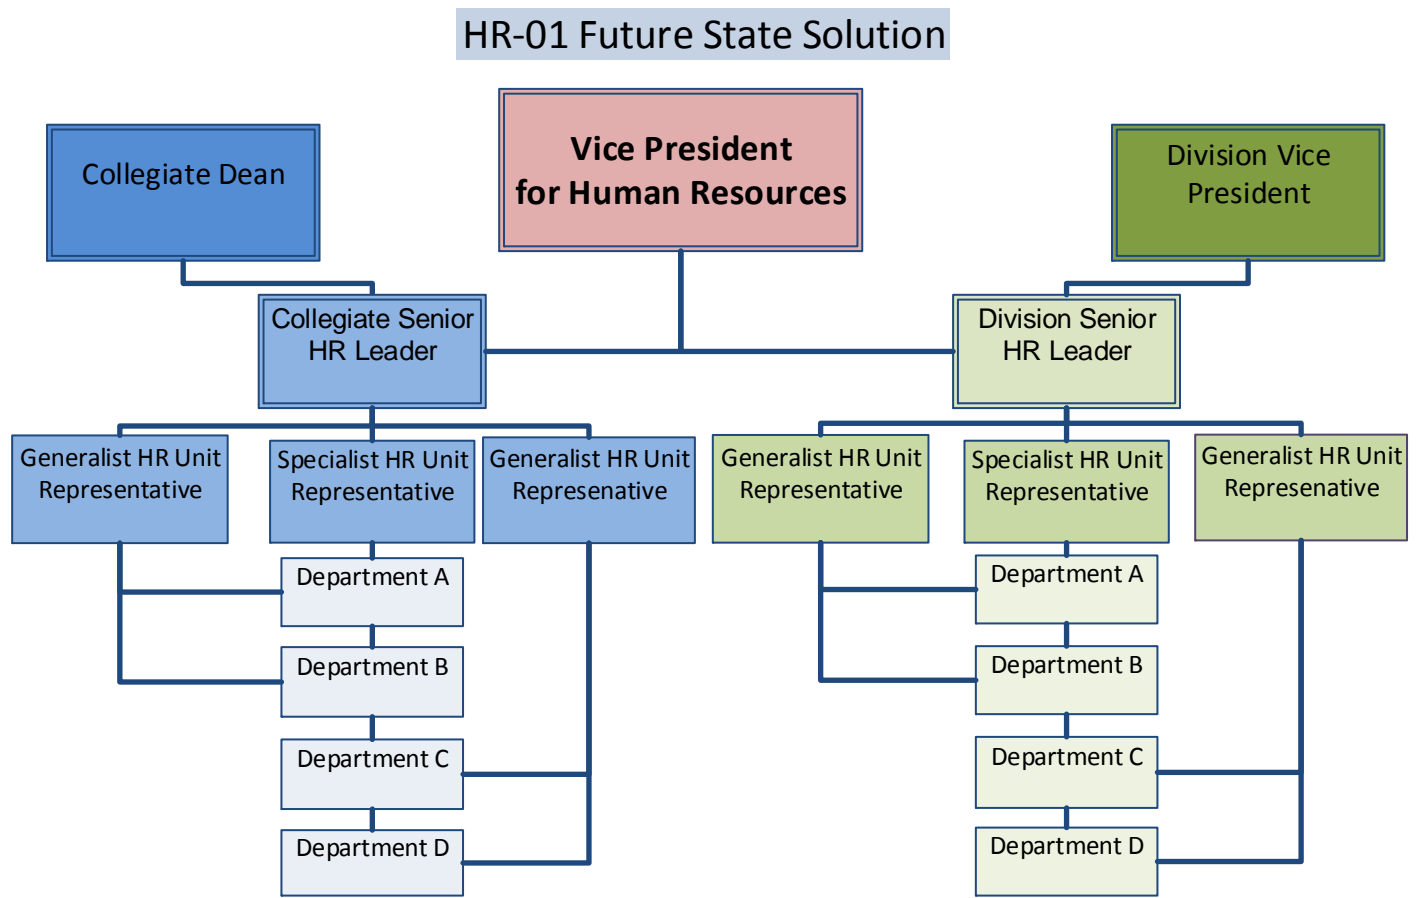 HR-01 Future State Solution
Collegiate Dean
Vice President
for Human Resources
Division Vice
President
Collegiate Senior
HR Leader
Division Senior
HR Leader
Generalist HR Unit
Representative
Specialist HR Unit
Representative
Generalist HR Unit
Represenative
Generalist HR Unit
Representative
Specialist HR Unit
Representative
Generalist HR Unit
Represenative
Department A
Department B
Department C
Department D
Department A
Department B
Department C
Department D